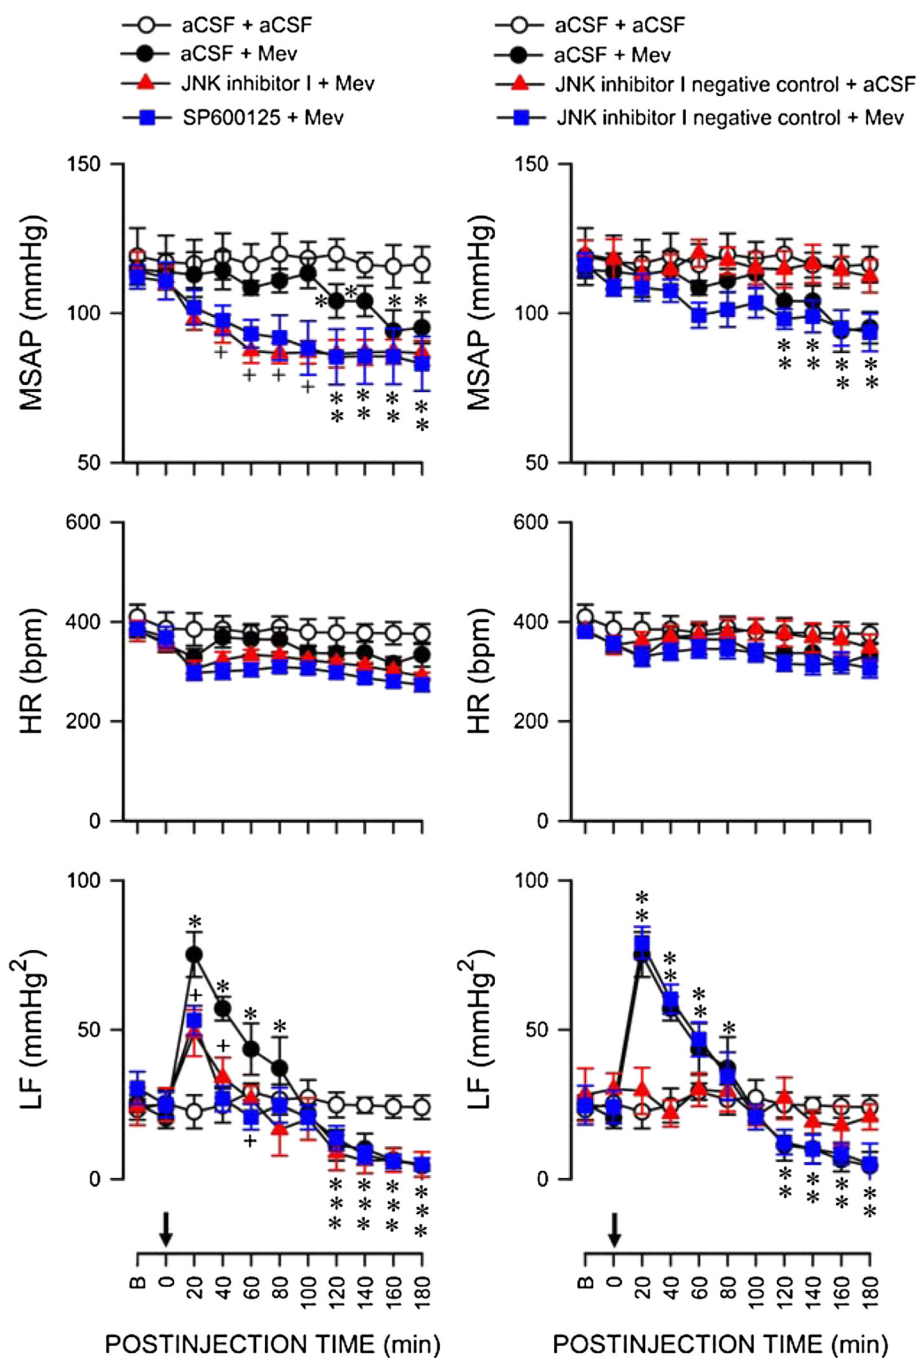 aCSF + aCSF
aCSF + Mev
JNK inhibitor I + Mev
SP600125 + Mev
aCSF + aCSF
aCSF + Mev
JNK inhibitor I negative control + aCSF
JNK inhibitor I negative control + Mev
MSAP (mmHg)
150
100
50
* * * *
+ + + +
* * * *
* * * *
MSAP (mmHg)
150
100
50
* * * *
* * * *
HR (bpm)
600
400
200
0
HR (bpm)
600
400
200
0
LF (mmHg²)
100
50
0
* * * *
+ + +
* * * *
* * * *
* * * *
B 0 20 40 60 80 100 120 140 160 180
POSTINJECTION TIME (min)
LF (mmHg²)
100
50
0
* * * *
* * *
* * * *
* * * *
B 0 20 40 60 80 100 120 140 160 180
POSTINJECTION TIME (min)